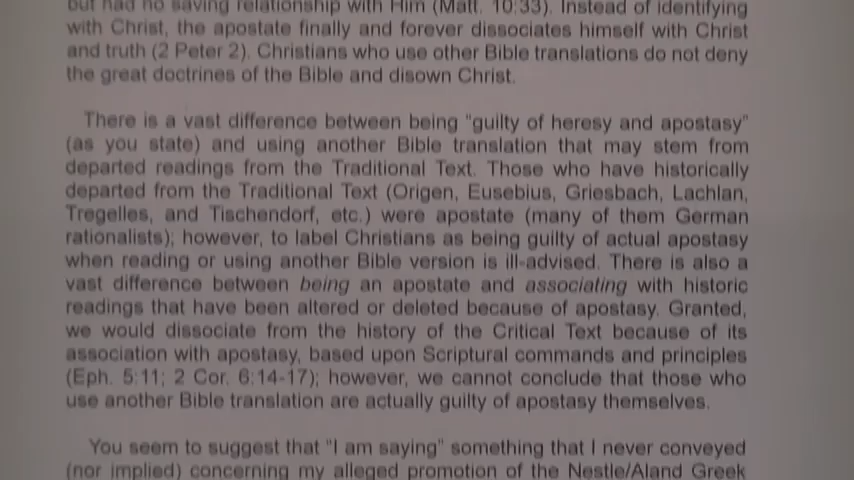 but had no saving relationship with Him (Matt. 10:33). Instead of identifying
with Christ, the apostate finally and forever dissociates himself with Christ
and truth (2 Peter 2). Christians who use other Bible translations do not deny
the great doctrines of the Bible and disown Christ.
There is a vast difference between being "guilty of heresy and apostasy"
(as you state) and using another Bible translation that may stem from
departed readings from the Traditional Text. Those who have historically
departed from the Traditional Text (Origen, Eusebius, Griesbach, Lachlan,
Tregelles, and Tischendorf, etc.) were apostate (many of them German
rationalists); however, to label Christians as being guilty of actual apostasy
when reading or using another Bible version is ill-advised. There is also a
vast difference between being an apostate and associating with historic
readings that have been altered or deleted because of apostasy. Granted,
we would dissociate from the history of the Critical Text because of its
association with apostasy, based upon Scriptural commands and principles
(Eph. 5:11; 2 Cor. 6:14-17); however, we cannot conclude that those who
use another Bible translation are actually guilty of apostasy themselves.
You seem to suggest that "I am saying" something that I never conveyed
(nor implied) concerning my alleged promotion of the Nestle/Aland Greek